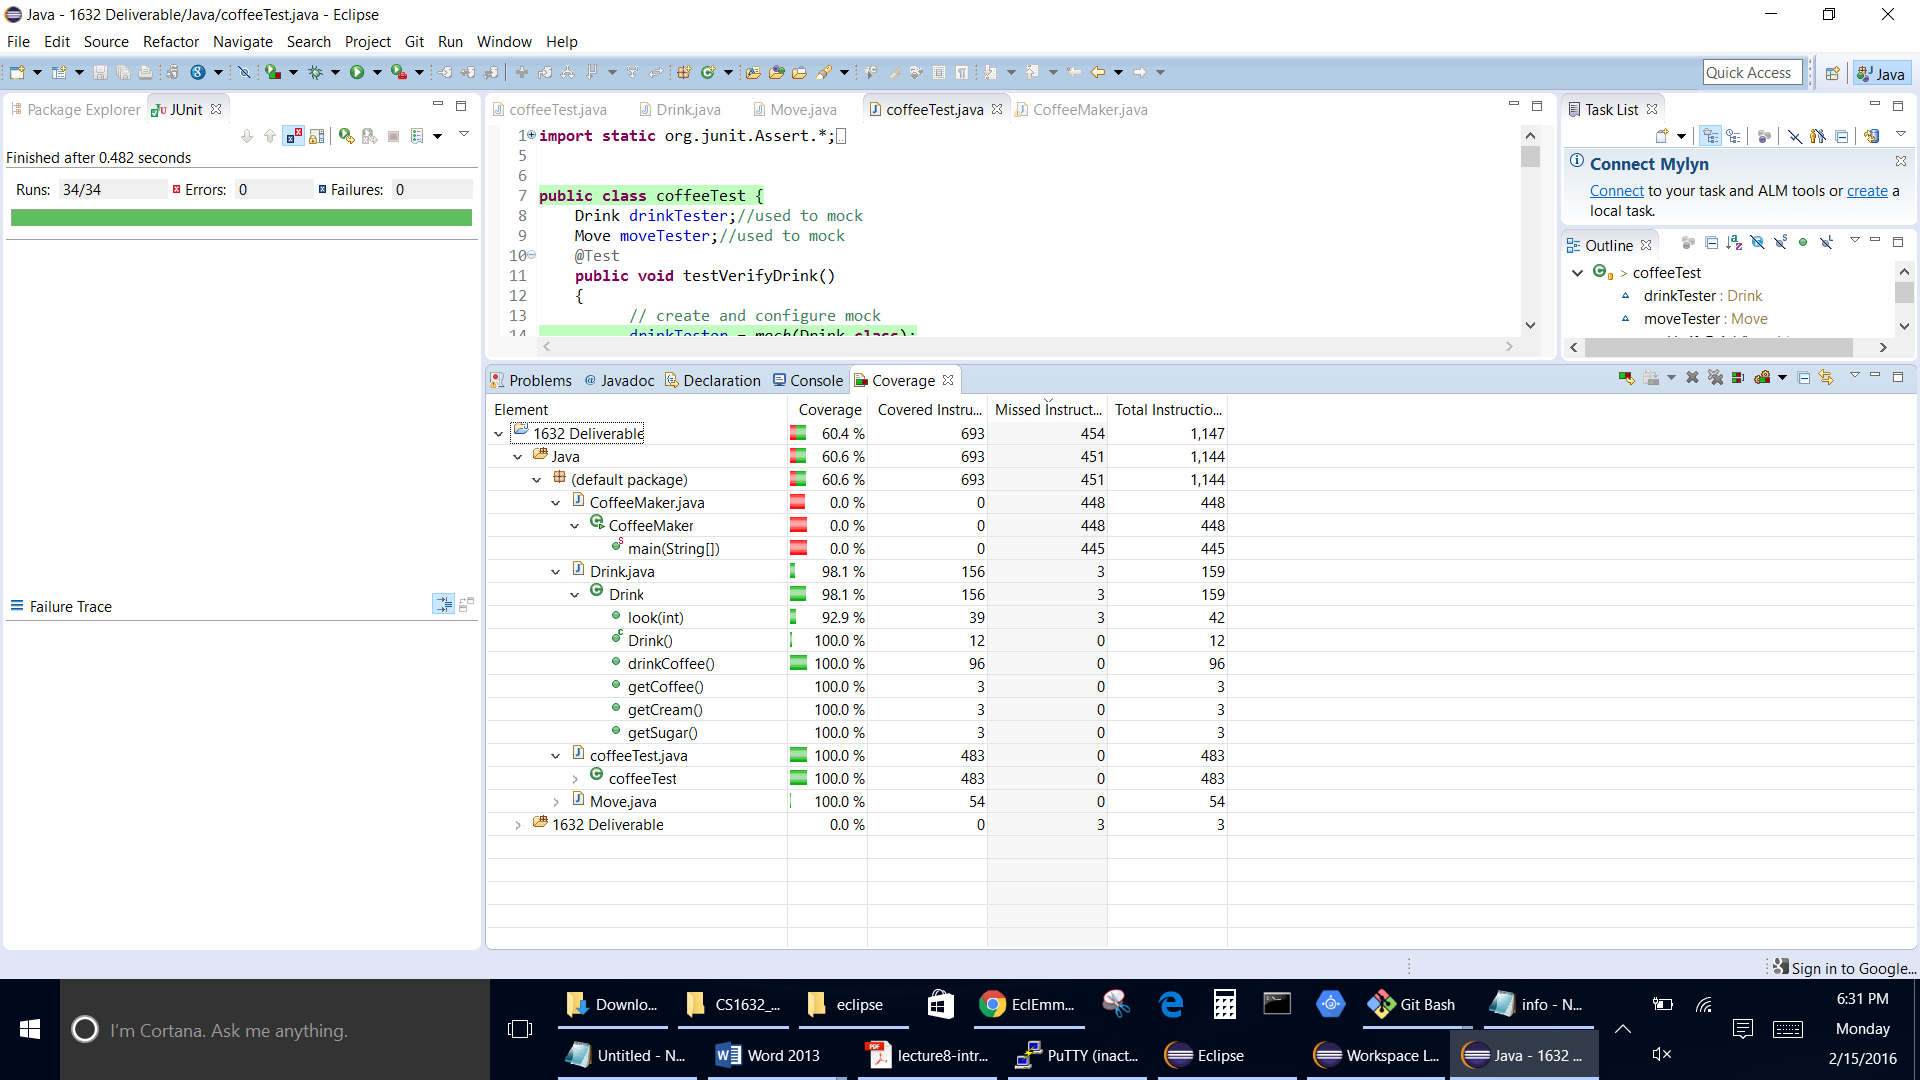 Java - 1632 Deliverable/Java/coffeeTest.java - Eclipse
File Edit Source Refactor Navigate Search Project Git Run Window Help
Quick Access Java
Package Explorer JUnit
Finished after 0.482 seconds
Runs: 34/34 Errors: 0 Failures: 0
Failure Trace
coffeeTest.java Drink.java Move.java coffeeTest.java CoffeeMaker.java
1 import static org.junit.Assert.*;
5
6
7 public class coffeeTest {
8 Drink drinkTester;//used to mock
9 Move moveTester;//used to mock
10 @Test
11 public void testVerifyDrink()
12 {
13 // create and configure mock
14 drinkTester = mock(Drink.class);
Task List
Connect Mylyn
Connect to your task and ALM tools or create a
local task.
Outline
> coffeeTest
drinkTester : Drink
moveTester : Move
Problems @ Javadoc Declaration Console Coverage
Element Coverage Covered Instru... Missed Instruct... Total Instructio...
1632 Deliverable 60.4 % 693 454 1,147
Java 60.6 % 693 451 1,144
(default package) 60.6 % 693 451 1,144
CoffeeMaker.java 0.0 % 0 448 448
CoffeeMaker 0.0 % 0 448 448
main(String[]) 0.0 % 0 445 445
Drink.java 98.1 % 156 3 159
Drink 98.1 % 156 3 159
look(int) 92.9 % 39 3 42
Drink() 100.0 % 12 0 12
drinkCoffee() 100.0 % 96 0 96
getCoffee() 100.0 % 3 0 3
getCream() 100.0 % 3 0 3
getSugar() 100.0 % 3 0 3
coffeeTest.java 100.0 % 483 0 483
coffeeTest 100.0 % 483 0 483
Move.java 100.0 % 54 0 54
1632 Deliverable 0.0 % 0 3 3
Sign in to Google...
I'm Cortana. Ask me anything.
Downlo... CS1632_... eclipse EclEmm... Git Bash info - N...
Untitled - N... Word 2013 lecture8-intr... PuTTY (inact... Eclipse Workspace L... Java - 1632 ...
6:31 PM
Monday
2/15/2016